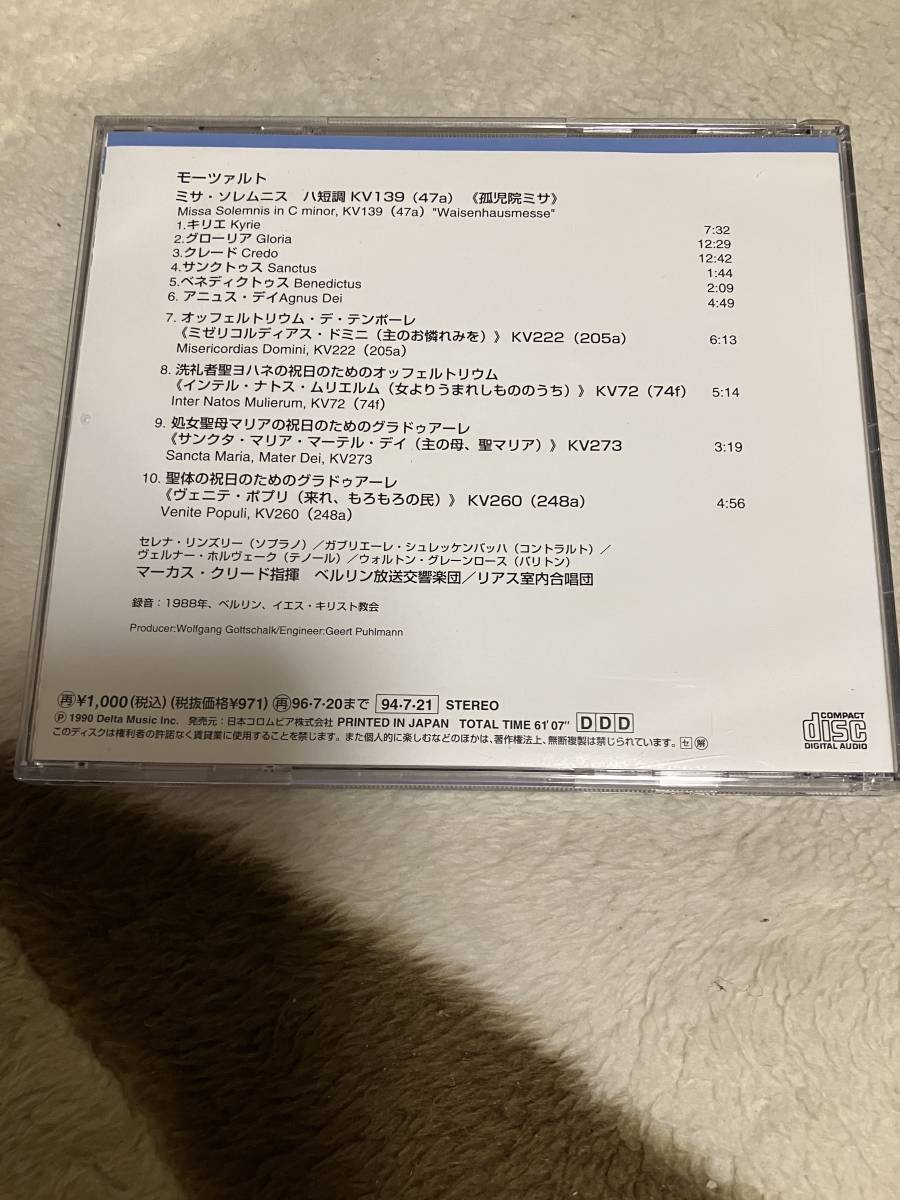 モーツァルト
ミサ・ソレムニス ハ短調 KV139（47a）《孤児院ミサ》
Missa Solemnis in C minor, KV139（47a）"Waisenhausmesse"
1.キリエ Kyrie 7:32
2.グローリア Gloria 12:29
3.クレード Credo 12:42
4.サンクトゥス Sanctus 1:44
5.ベネディクトゥス Benedictus 2:09
6. アニュス・デイAgnus Dei 4:49
7. オッフェルトリウム・デ・テンポーレ
《ミゼリコルディアス・ドミニ（主のお憐れみを）》 KV222（205a） 6:13
Misericordias Domini, KV222（205a）
8. 洗礼者聖ヨハネの祝日のためのオッフェルトリウム
《インテル・ナトス・ムリエルム（女よりうまれしもののうち）》 KV72（74f） 5:14
Inter Natos Mulierum, KV72（74f）
9. 処女聖母マリアの祝日のためのグラドゥアーレ
《サンクタ・マリア・マーテル・デイ（主の母、聖マリア）》 KV273 3:19
Sancta Maria, Mater Dei, KV273
10. 聖体の祝日のためのグラドゥアーレ
《ヴェニテ・ポプリ（来れ、もろもろの民）》 KV260（248a） 4:56
Venite Populi, KV260（248a）
セレナ・リンズリー（ソプラノ）／ガブリエーレ・シュレッケンバッハ（コントラルト）／
ヴェルナー・ホルヴェーク（テノール）／ウォルトン・グレーンロース（バリトン）
マーカス・クリード指揮 ベルリン放送交響楽団／リアス室内合唱団
録音：1988年、ベルリン、イエス・キリスト教会
Producer:Wolfgang Gottschalk/Engineer:Geert Puhlmann
再¥1,000(税込)(税抜価格¥971) 再96・7・20まで 94・7・21 STEREO
Ⓟ 1990 Delta Music Inc. 発売元：日本コロムビア株式会社 PRINTED IN JAPAN TOTAL TIME 61'07" DDD
このディスクは権利者の許諾なく賃貸業に使用することを禁じます。また個人的に楽しむなどのほかは、著作権法上、無断複製は禁じられています。セ 解
COMPACT
disc
DIGITAL AUDIO